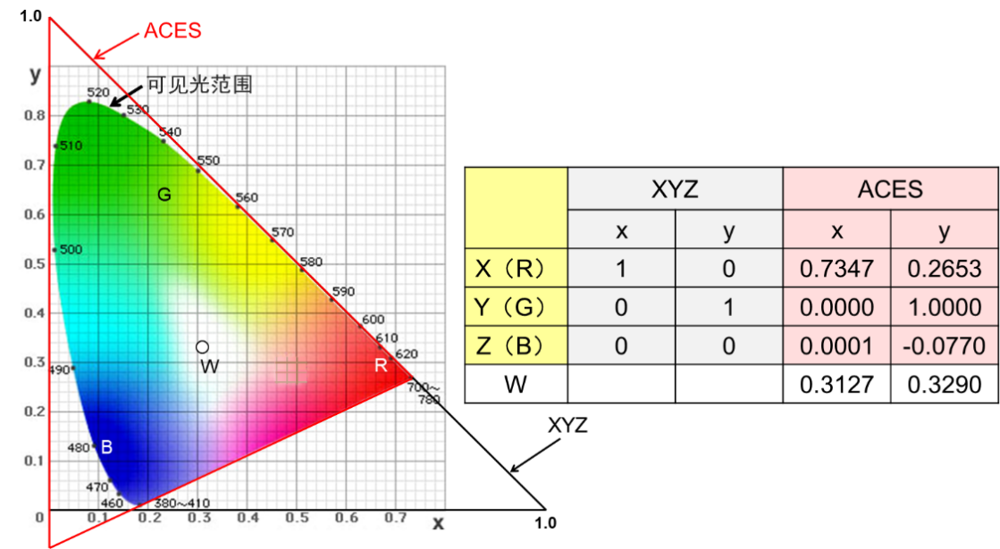 1.0
ACES
y
可见光范围
520
530
0.8
540
510
0.7
550
G
560
0.6
570
500
0.5
580
590
0.4
600
610
W
R
620
0.3
490
700～
780
0.2
XYZ
480
B
0.1
470
460
380～410
0
0.1
0.2
0.3
0.4
0.5
0.6
0.7
x
1.0
XYZ ACES
x y x y
X（R） 1 0 0.7347 0.2653
Y（G） 0 1 0.0000 1.0000
Z（B） 0 0 0.0001 -0.0770
W 0.3127 0.3290